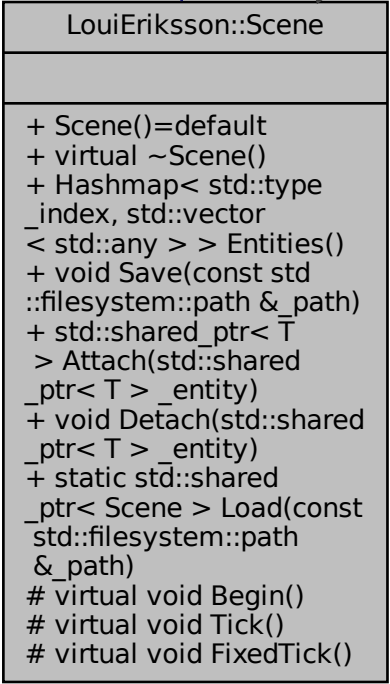 LouiEriksson::Scene
+ Scene()=default
+ virtual ~Scene()
+ Hashmap< std::type
_index, std::vector
< std::any > > Entities()
+ void Save(const std
::filesystem::path &_path)
+ std::shared_ptr< T
> Attach(std::shared
_ptr< T > _entity)
+ void Detach(std::shared
_ptr< T > _entity)
+ static std::shared
_ptr< Scene > Load(const
std::filesystem::path
&_path)
# virtual void Begin()
# virtual void Tick()
# virtual void FixedTick()